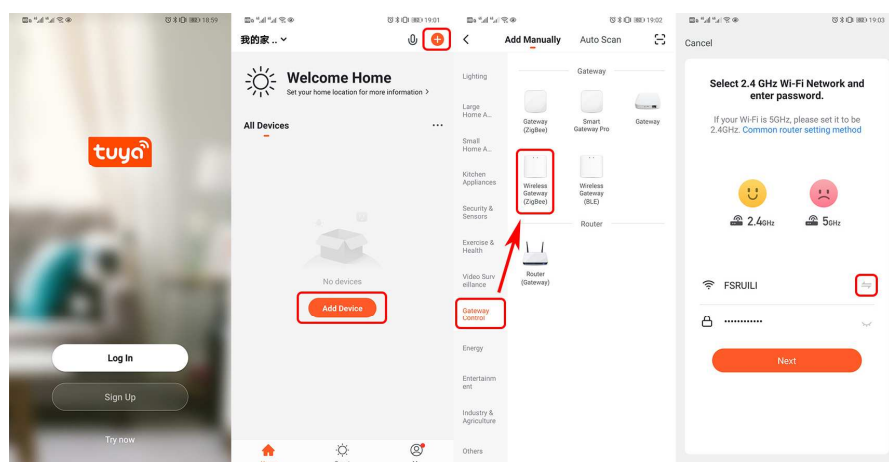 18:59
tuya
Log In
Sign Up
Try now
19:01
我的家 ..
Welcome Home
Set your home location for more information >
All Devices
...
No devices
Add Device
19:02
Add Manually Auto Scan
Lighting
Large
Home A...
Small
Home A...
Kitchen
Appliances
Security &
Sensors
Exercise &
Health
Video Surv
eillance
Gateway
Control
Energy
Entertainm
ent
Industry &
Agriculture
Others
Gateway
Gateway
(ZigBee)
Smart
Gateway Pro
Gateway
Wireless
Gateway
(ZigBee)
Wireless
Gateway
(BLE)
Router
Router
(Gateway)
19:03
Cancel
Select 2.4 GHz Wi-Fi Network and
enter password.
If your Wi-Fi is 5GHz, please set it to be
2.4GHz. Common router setting method
2.4GHz 5GHz
FSRUILI
············
Next